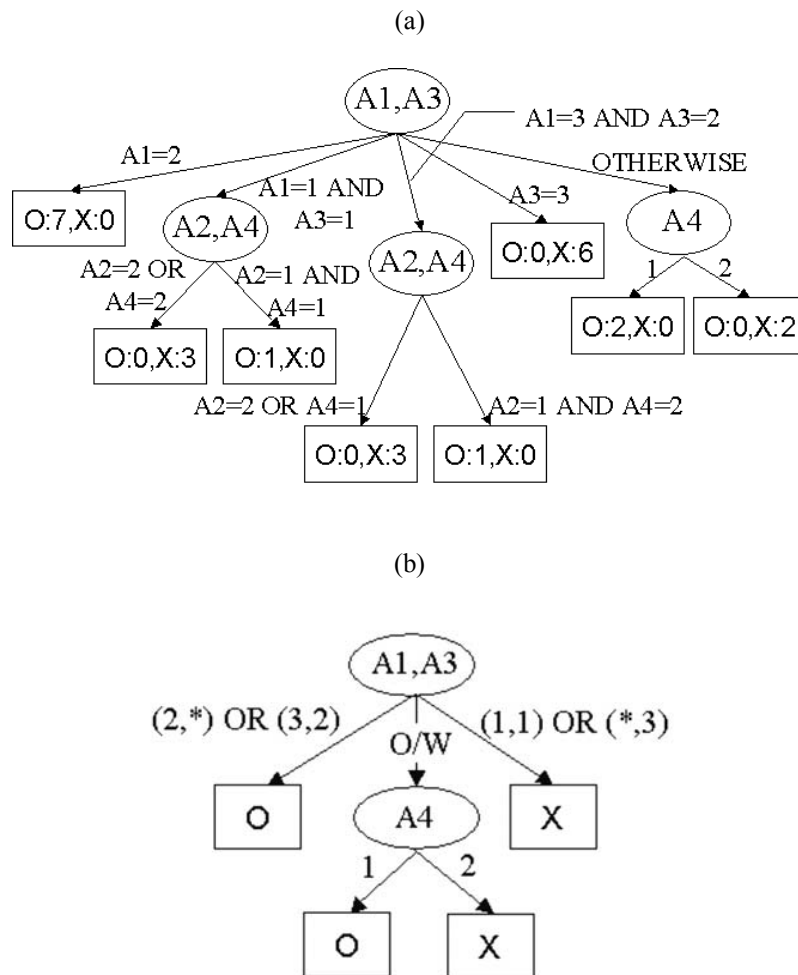 (a)
A1,A3
A1=3 AND A3=2
A1=2
A1=1 AND
A3=1
A3=3
OTHERWISE
O:7,X:0
A2,A4
A2,A4
O:0,X:6
A4
A2=2 OR
A4=2
A2=1 AND
A4=1
1
2
O:0,X:3
O:1,X:0
O:2,X:0
O:0,X:2
A2=2 OR A4=1
A2=1 AND A4=2
O:0,X:3
O:1,X:0
(b)
A1,A3
(2,*) OR (3,2)
O/W
(1,1) OR (*,3)
O
A4
X
1
2
O
X